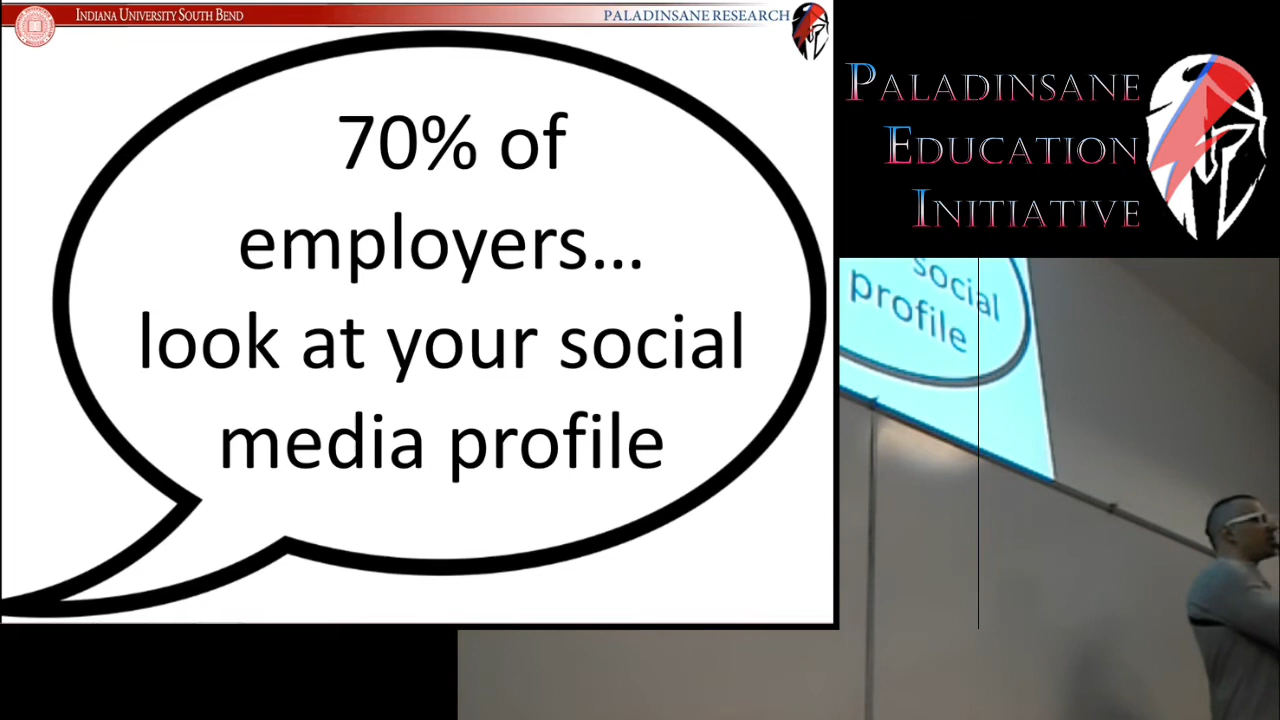 INDIANA UNIVERSITY SOUTH BEND
PALADINSANE RESEARCH
70% of
employers...
look at your social
media profile
PALADINSANE
EDUCATION
INITIATIVE
social
profile